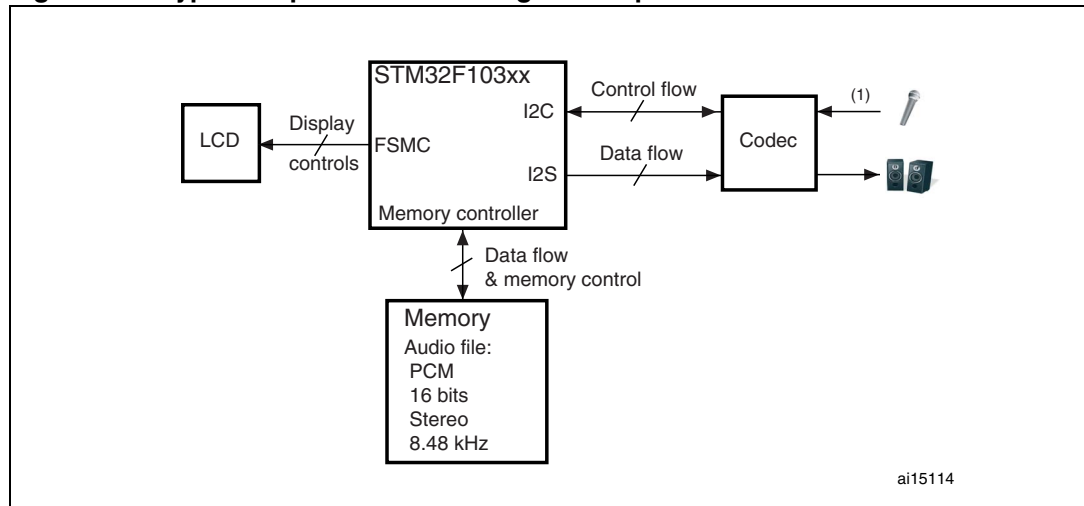 STM32F103xx
I2C
Control flow
(1)
LCD
Display
controls
FSMC
Codec
Data flow
I2S
Memory controller
Data flow
& memory control
Memory
Audio file:
PCM
16 bits
Stereo
8.48 kHz
ai15114